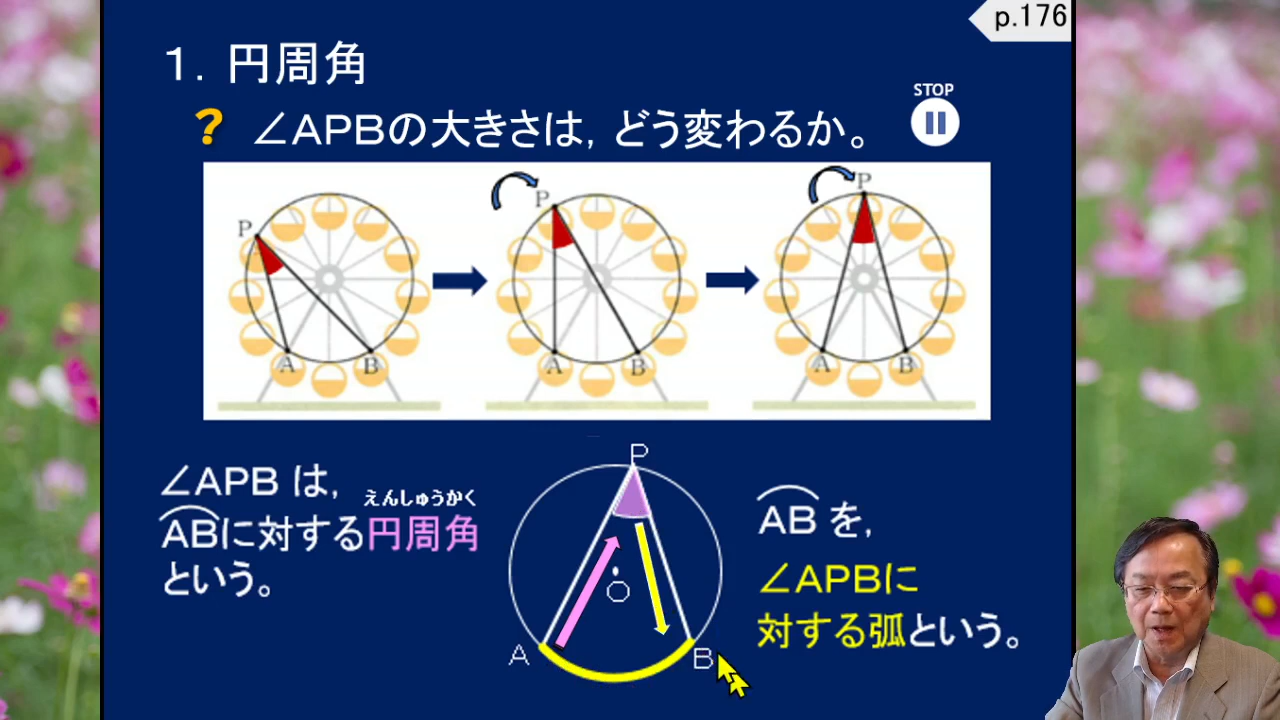 p.176
1. 円周角
? ∠APBの大きさは, どう変わるか。
STOP
P
A
B
P
A
B
P
A
B
∠APB は,
えんしゅうかく
ABに対する円周角
という。
P
O
A
B
AB を,
∠APBに
対する弧という。